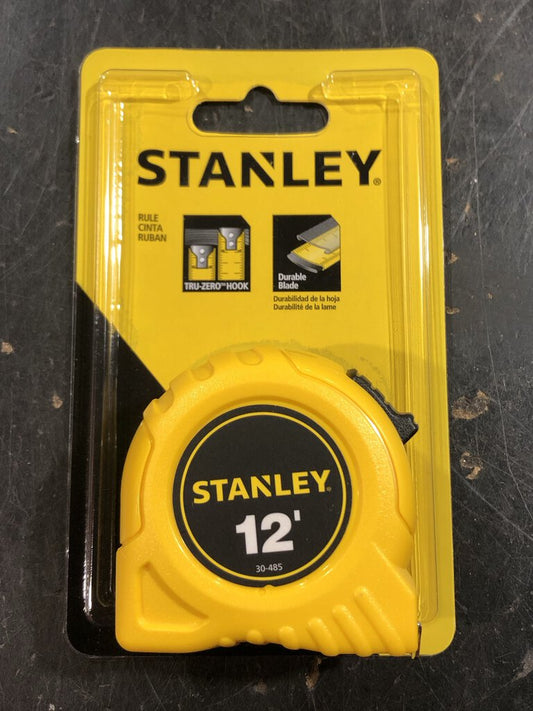 STANLEY®
RULE
CINTA
RUBAN
TRU-ZERO™ HOOK
Durable
Blade
Durabilidad de la hoja
Durabilité de la lame
STANLEY®
12'
30-485